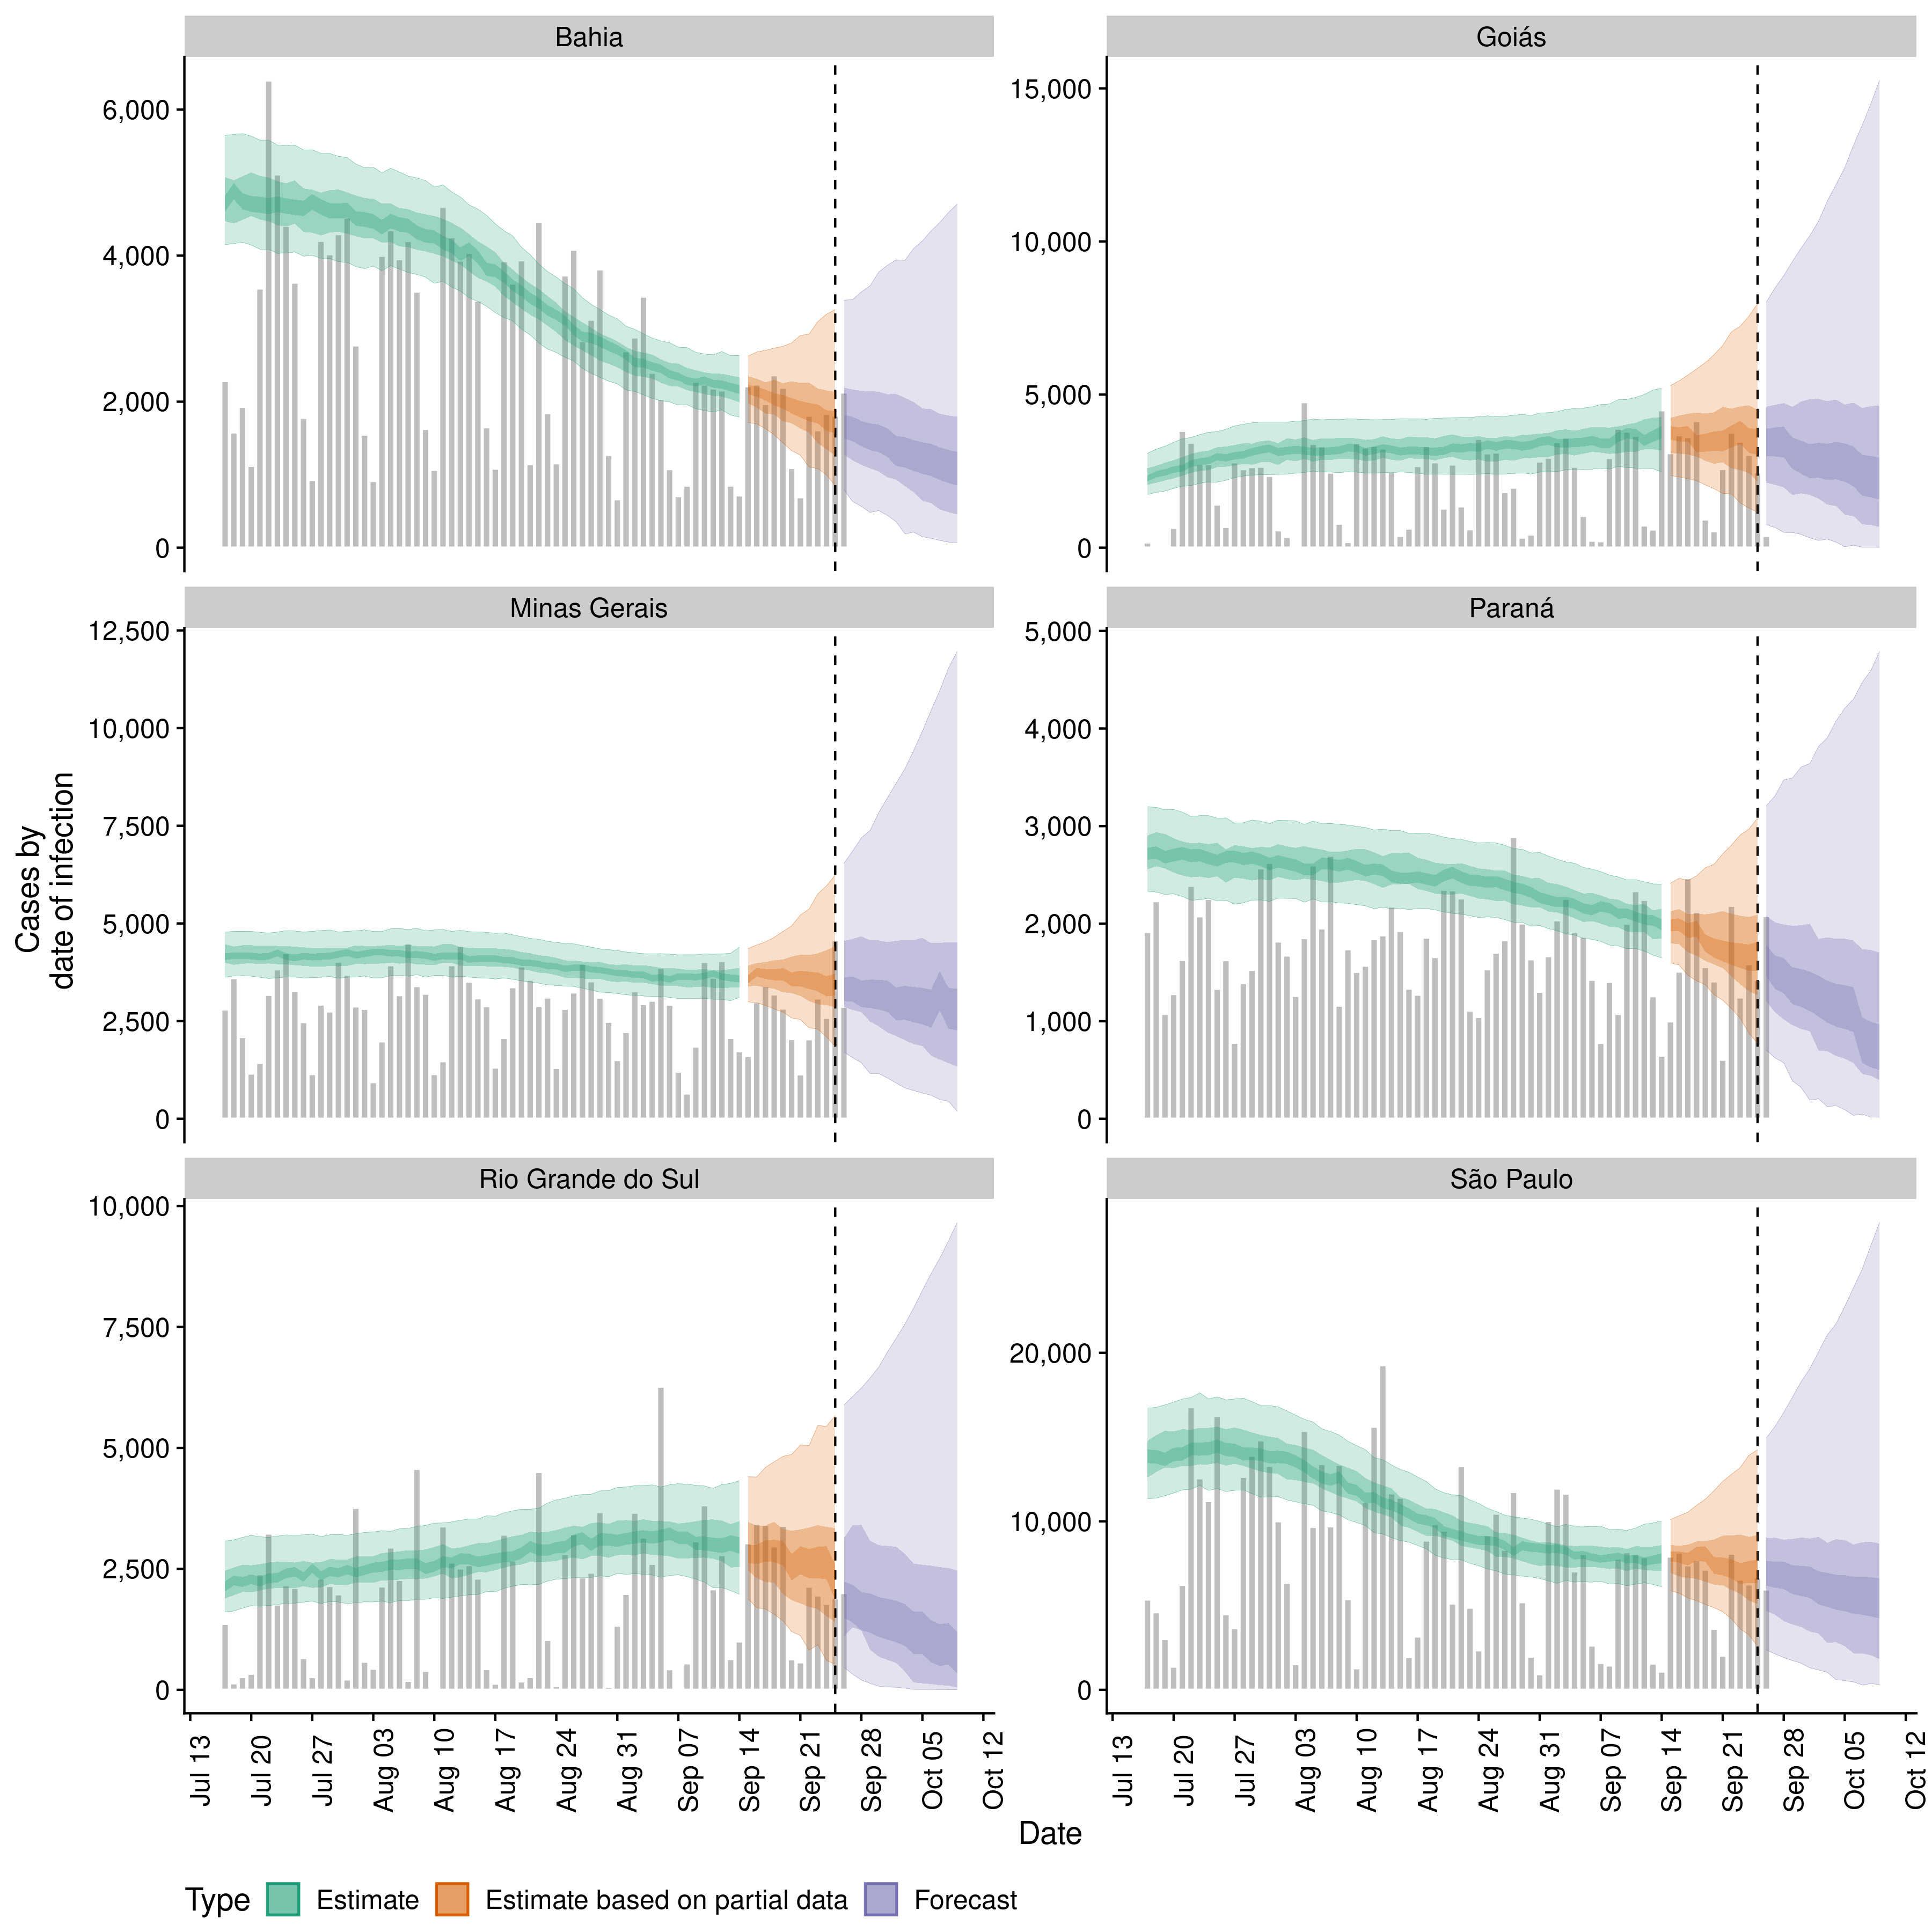 Bahia
Goiás
6,000
4,000
2,000
0
15,000
10,000
5,000
0
Minas Gerais
Paraná
12,500
10,000
7,500
5,000
2,500
0
5,000
4,000
3,000
2,000
1,000
0
Rio Grande do Sul
São Paulo
10,000
7,500
5,000
2,500
0
20,000
10,000
0
Cases by
date of infection
Jul 13
Jul 20
Jul 27
Aug 03
Aug 10
Aug 17
Aug 24
Aug 31
Sep 07
Sep 14
Sep 21
Sep 28
Oct 05
Oct 12
Jul 13
Jul 20
Jul 27
Aug 03
Aug 10
Aug 17
Aug 24
Aug 31
Sep 07
Sep 14
Sep 21
Sep 28
Oct 05
Oct 12
Date
Type Estimate Estimate based on partial data Forecast